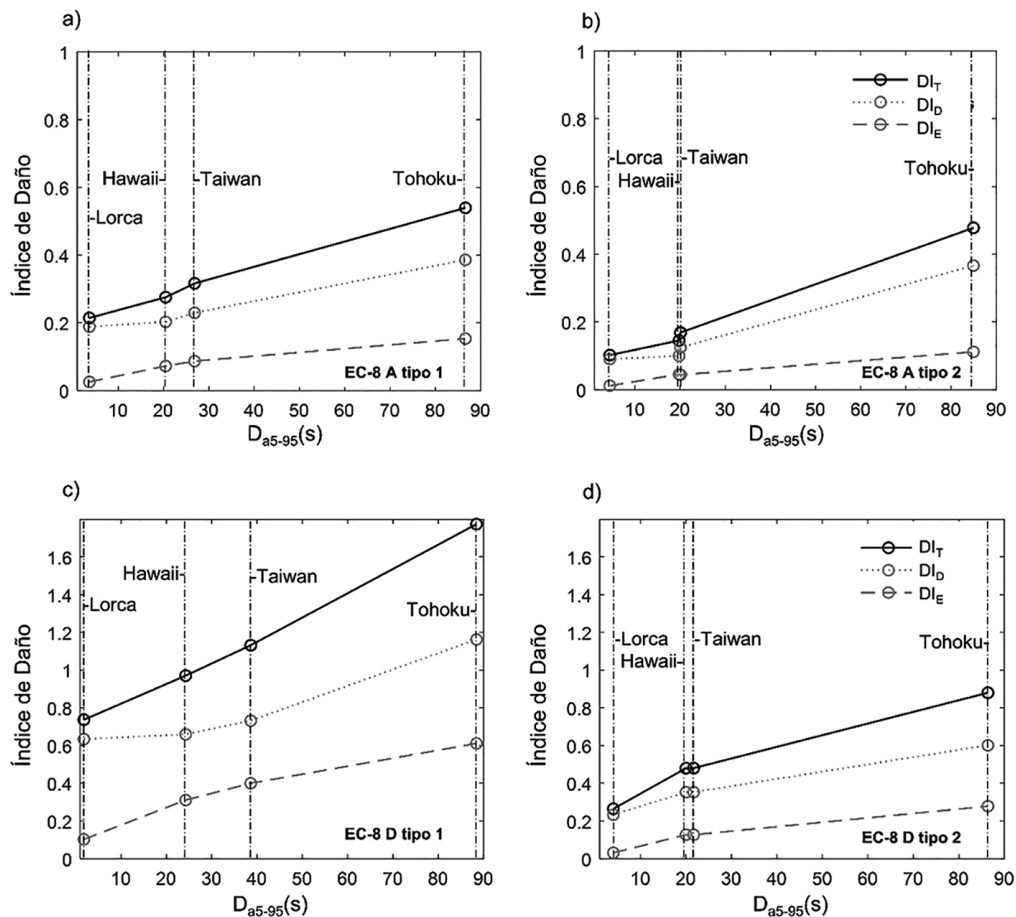 a)
1
0.8
0.6
0.4
0.2
0
Índice de Daño
Hawaii-
-Taiwan
Tohoku-
-Lorca
EC-8 A tipo 1
10 20 30 40 50 60 70 80 90
Da5-95(s)
b)
1
0.8
0.6
0.4
0.2
0
Índice de Daño
DIT
DID
DIE
-Lorca
-Taiwan
Hawaii-
Tohoku-
EC-8 A tipo 2
10 20 30 40 50 60 70 80 90
Da5-95(s)
c)
1.6
1.4
1.2
1
0.8
0.6
0.4
0.2
0
Índice de Daño
Hawaii-
-Taiwan
-Lorca
Tohoku-
EC-8 D tipo 1
10 20 30 40 50 60 70 80 90
Da5-95(s)
d)
1.6
1.4
1.2
1
0.8
0.6
0.4
0.2
0
Índice de Daño
DIT
DID
DIE
-Lorca
-Taiwan
Tohoku-
Hawaii-
EC-8 D tipo 2
10 20 30 40 50 60 70 80 90
Da5-95(s)